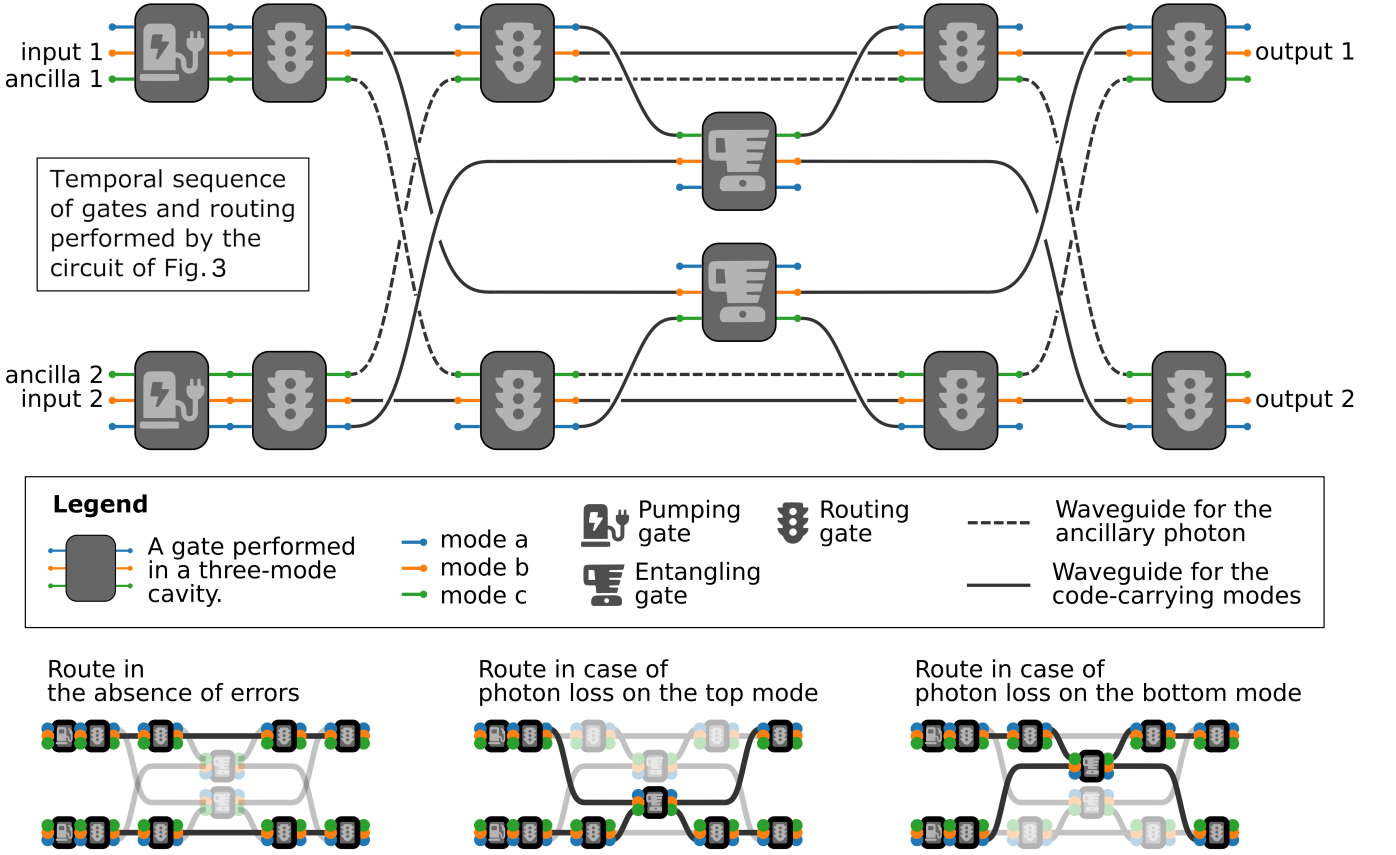 input 1
ancilla 1
output 1
Temporal sequence
of gates and routing
performed by the
circuit of Fig. 3
ancilla 2
input 2
output 2
Legend
A gate performed
in a three-mode
cavity.
mode a
mode b
mode c
Pumping
gate
Entangling
gate
Routing
gate
Waveguide for the
ancillary photon
Waveguide for the
code-carrying modes
Route in
the absence of errors
Route in case of
photon loss on the top mode
Route in case of
photon loss on the bottom mode